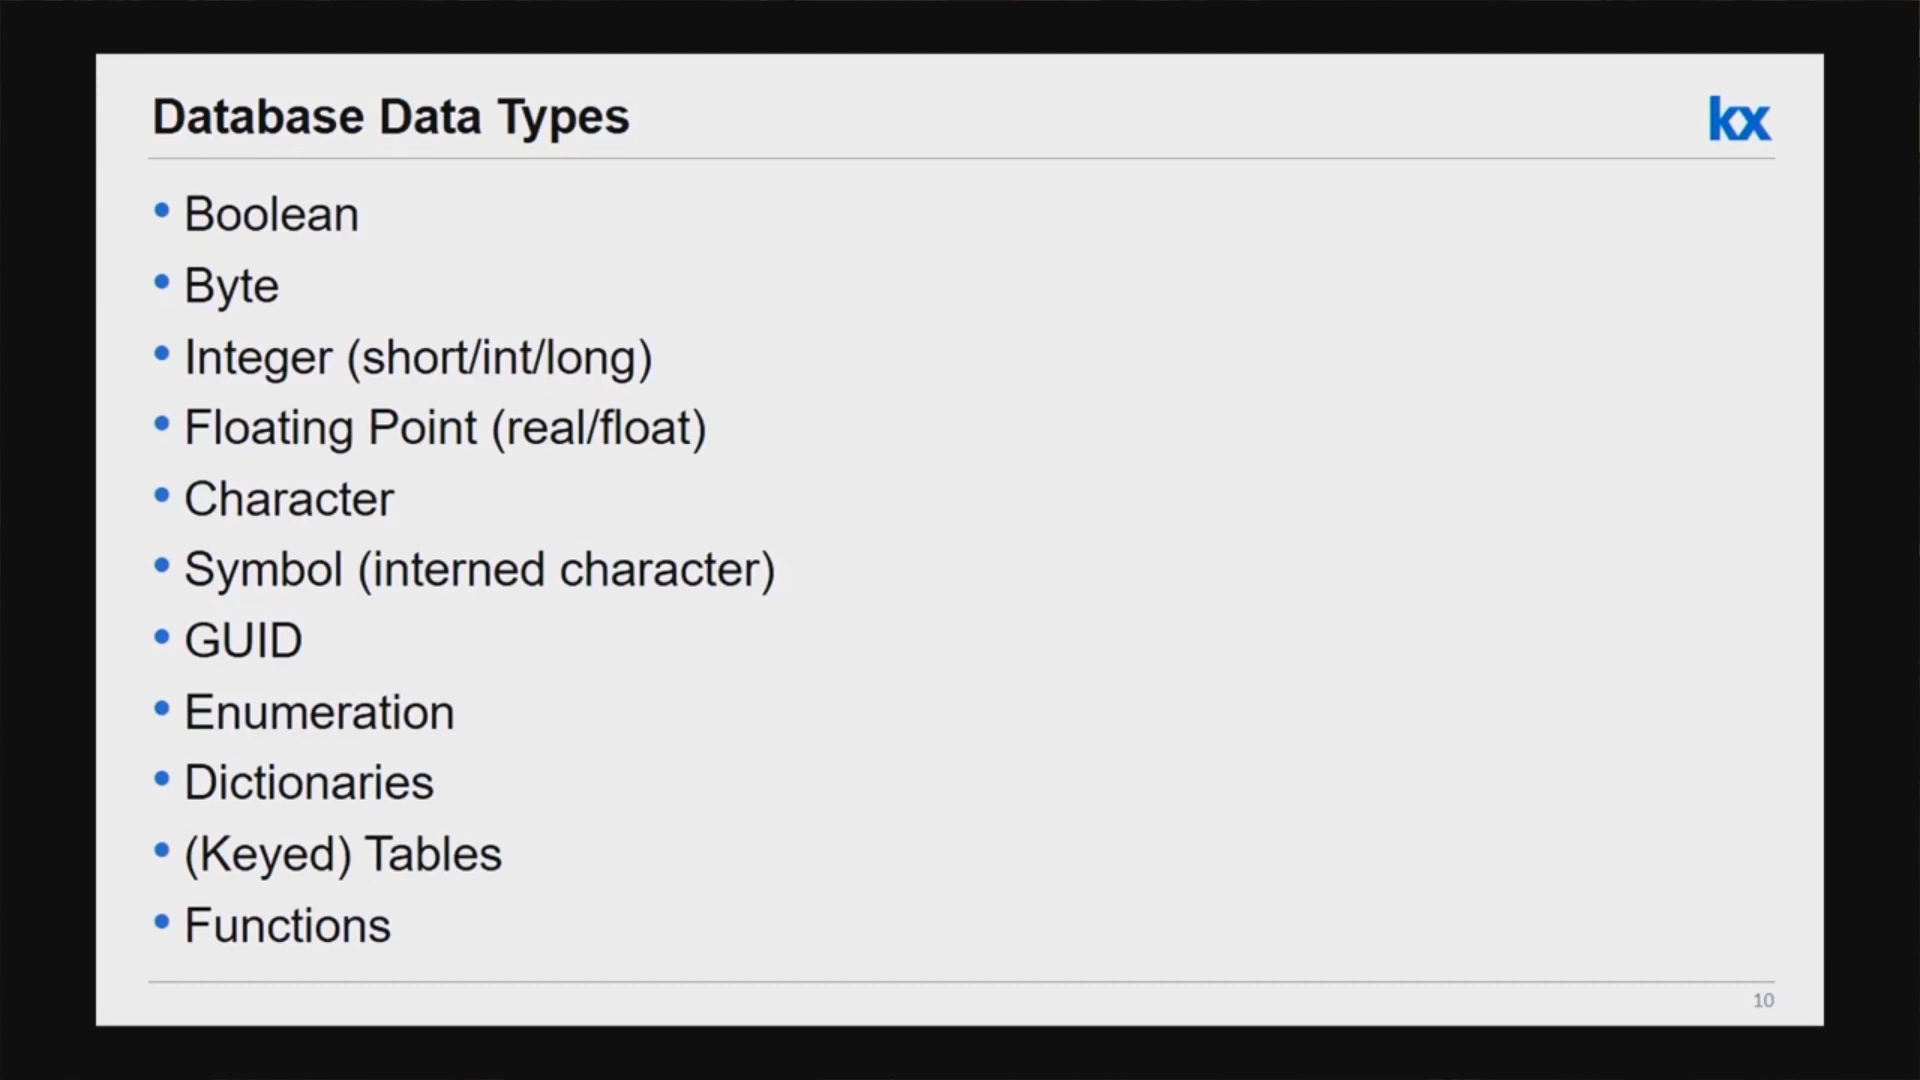 Database Data Types
kx
• Boolean
• Byte
• Integer (short/int/long)
• Floating Point (real/float)
• Character
• Symbol (interned character)
• GUID
• Enumeration
• Dictionaries
• (Keyed) Tables
• Functions
10